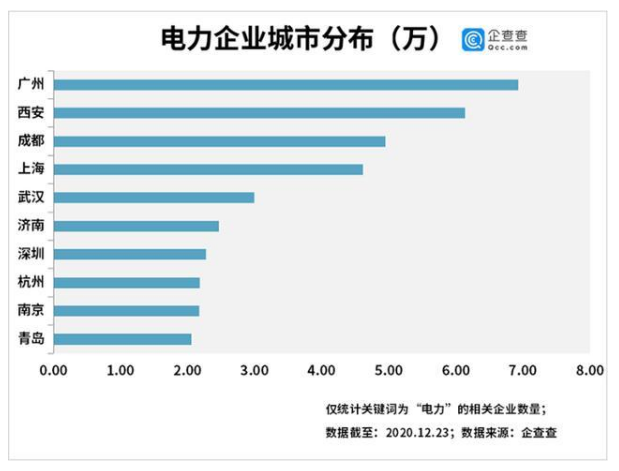 电力企业城市分布（万）
企查查
Qcc.com
广州
西安
成都
上海
武汉
济南
深圳
杭州
南京
青岛
0.00 1.00 2.00 3.00 4.00 5.00 6.00 7.00 8.00
仅统计关键词为“电力”的相关企业数量；
数据截至：2020.12.23；数据来源：企查查